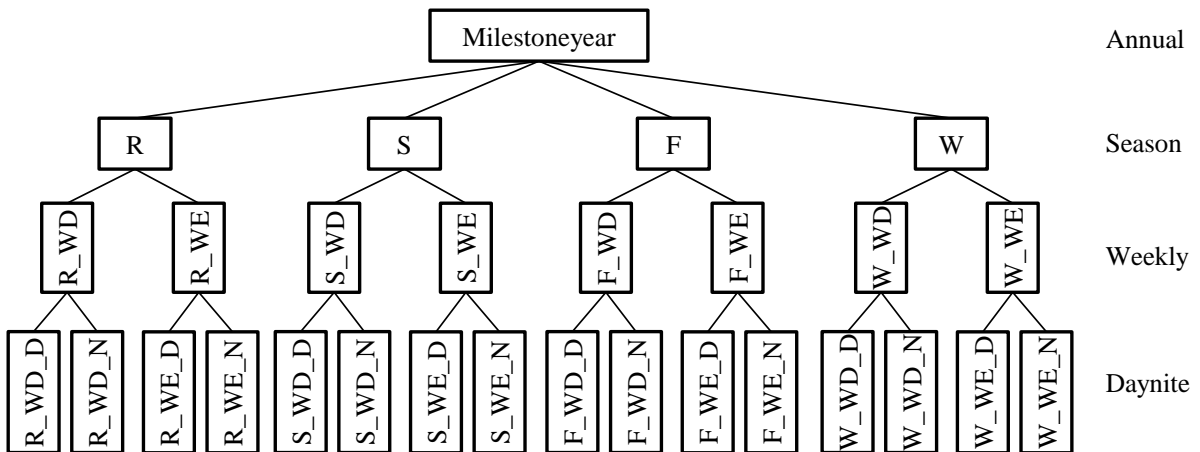 Milestoneyear
Annual
R
S
F
W
Season
R_WD
R_WE
S_WD
S_WE
F_WD
F_WE
W_WD
W_WE
Weekly
R_WD_D
R_WD_N
R_WE_D
R_WE_N
S_WD_D
S_WD_N
S_WE_D
S_WE_N
F_WD_D
F_WD_N
F_WE_D
F_WE_N
W_WD_D
W_WD_N
W_WE_D
W_WE_N
Daynite